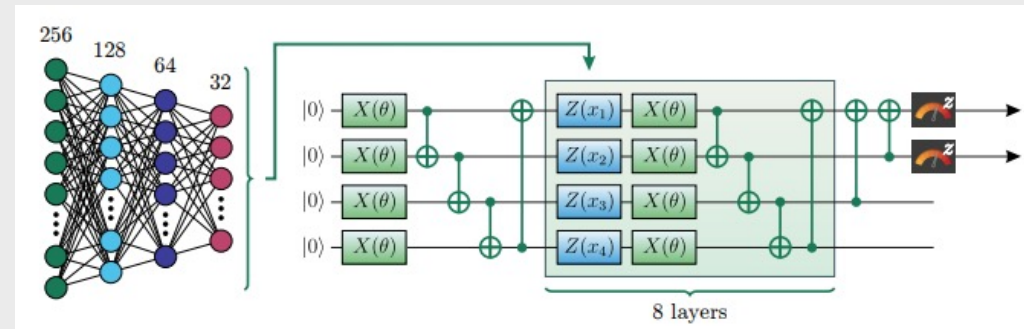 256
128
64
32
|0⟩ X(θ) Z(x₁) X(θ) z
|0⟩ X(θ) Z(x₂) X(θ) z
|0⟩ X(θ) Z(x₃) X(θ)
|0⟩ X(θ) Z(x₄) X(θ)
8 layers